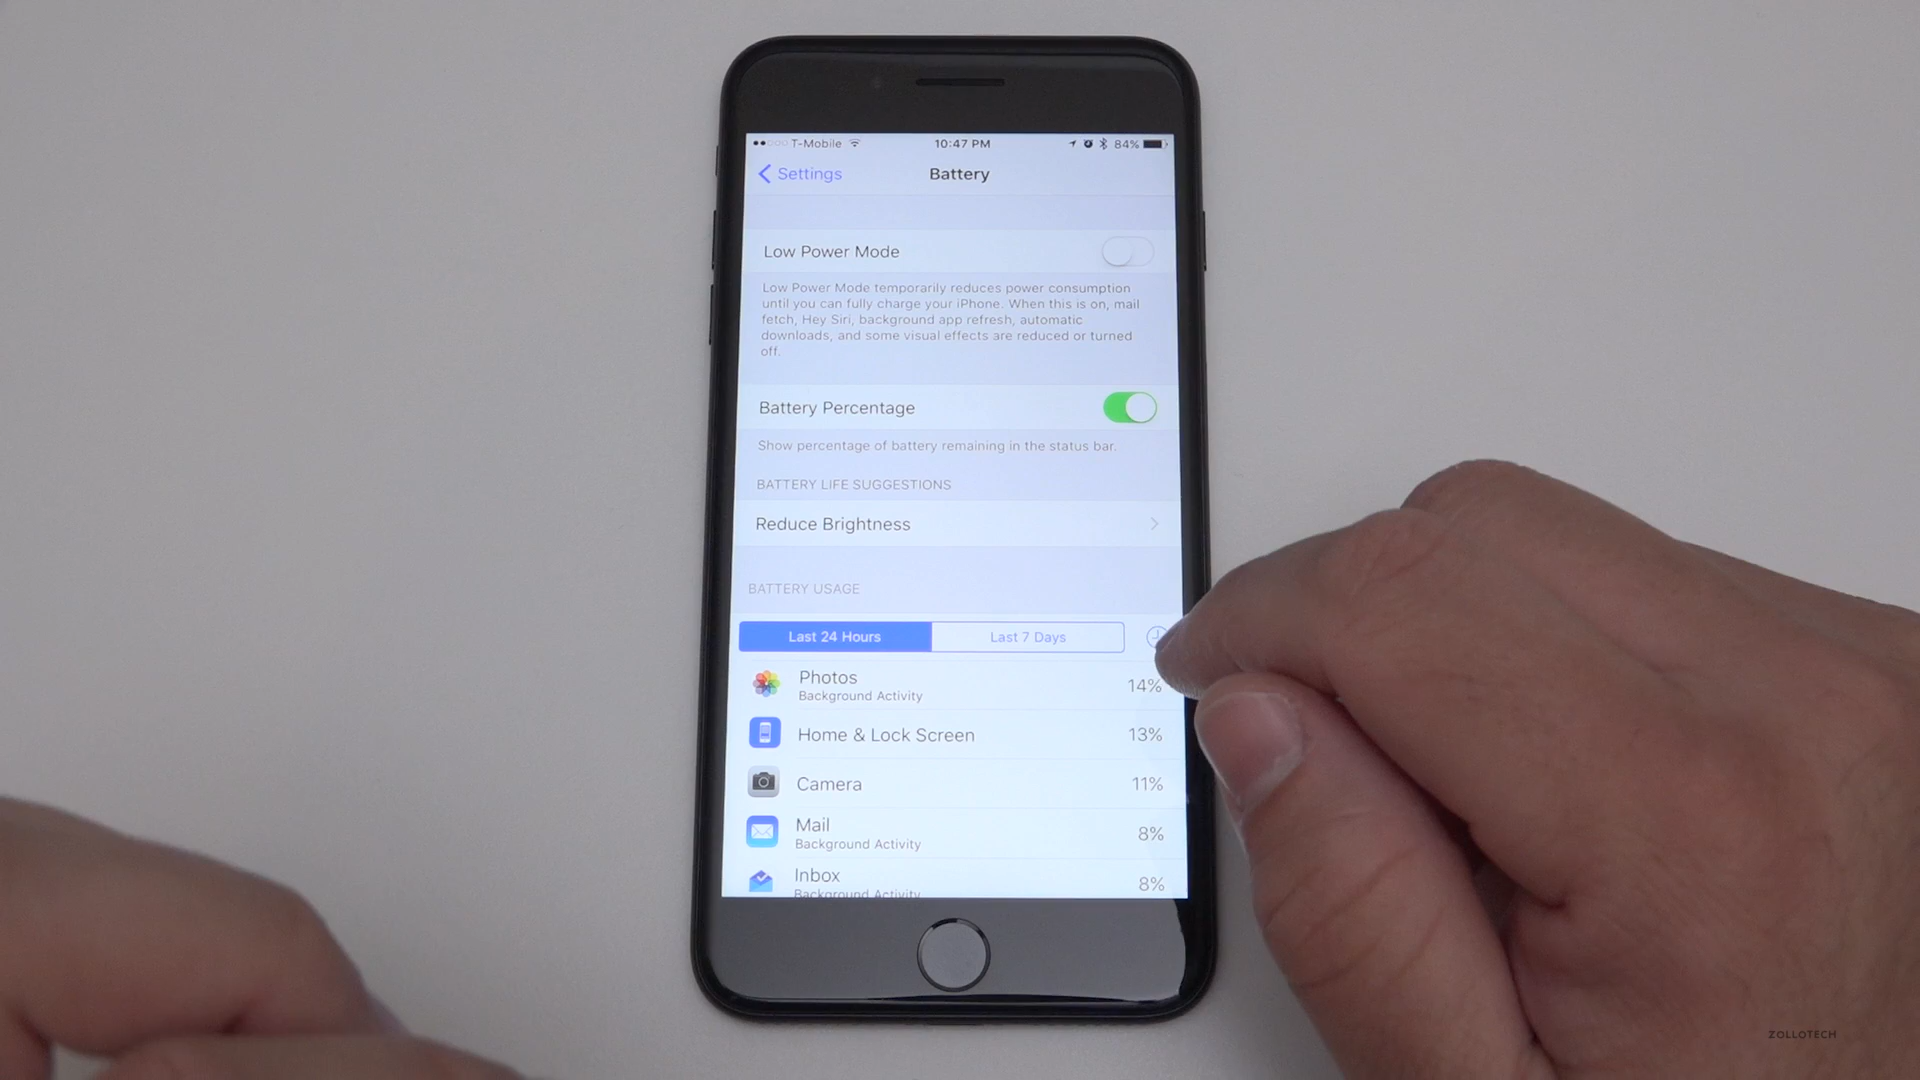 T-Mobile 10:47 PM 84%
Settings Battery
Low Power Mode
Low Power Mode temporarily reduces power consumption
until you can fully charge your iPhone. When this is on, mail
fetch, Hey Siri, background app refresh, automatic
downloads, and some visual effects are reduced or turned
off.
Battery Percentage
Show percentage of battery remaining in the status bar.
BATTERY LIFE SUGGESTIONS
Reduce Brightness
BATTERY USAGE
Last 24 Hours Last 7 Days
Photos
Background Activity
14%
Home & Lock Screen 13%
Camera 11%
Mail
Background Activity
8%
Inbox
Background Activity
8%
ZOLLOTECH